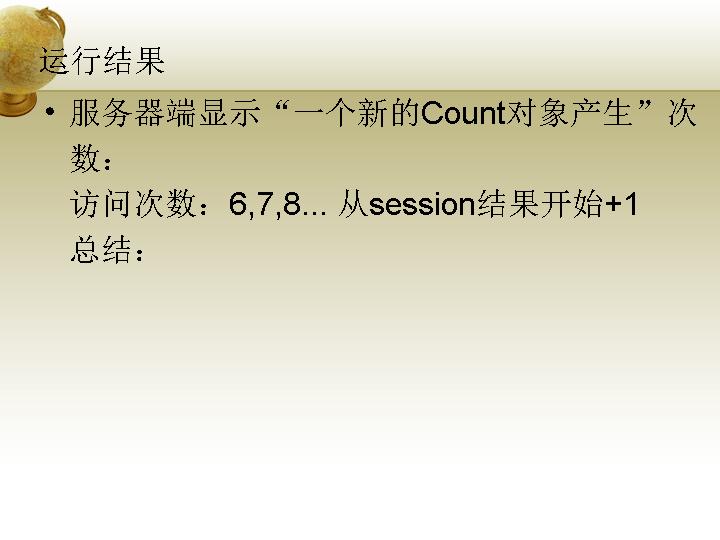 运行结果
• 服务器端显示“一个新的Count对象产生”次
数：
访问次数：6,7,8... 从session结果开始+1
总结：